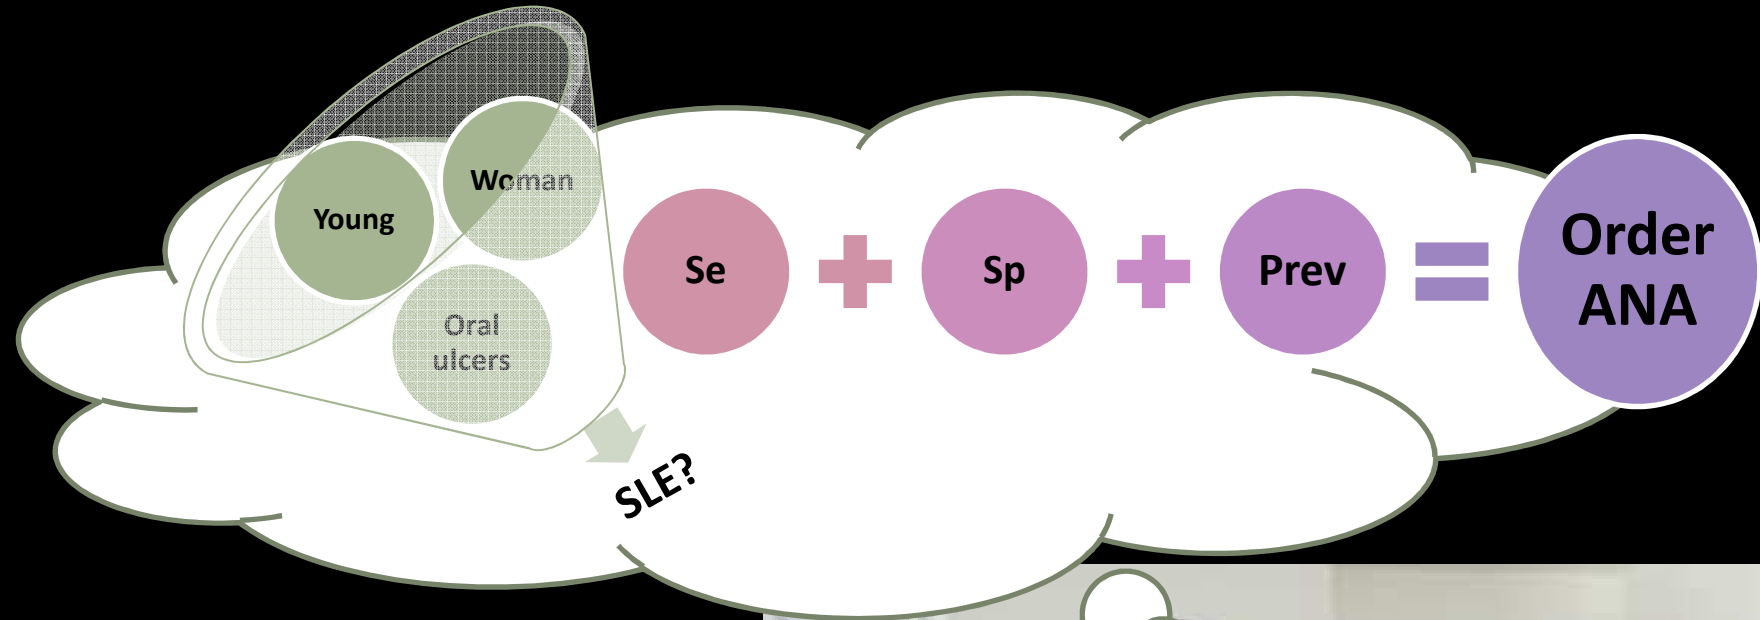 Young
Woman
Oral
ulcers
SLE?
Se
Sp
Prev
Order
ANA